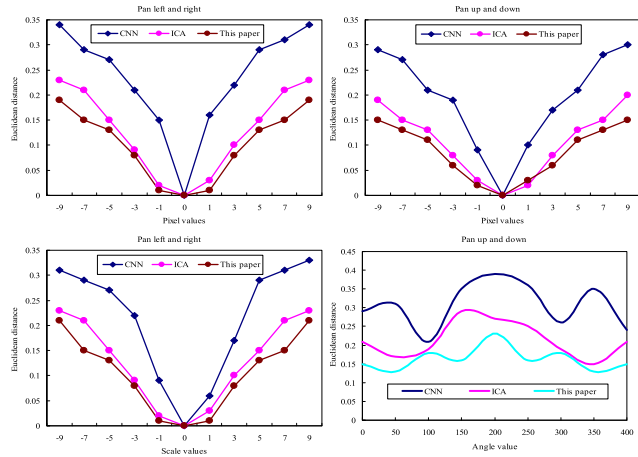 Pan left and right
CNN ICA This paper
0.35
0.3
0.25
0.2
0.15
0.1
0.05
0
Euclidean distance
-9 -7 -5 -3 -1 0 1 3 5 7 9
Pixel values
Pan up and down
CNN ICA This paper
0.35
0.3
0.25
0.2
0.15
0.1
0.05
0
Euclidean distance
-9 -7 -5 -3 -1 0 1 3 5 7 9
Pixel values
Pan left and right
CNN ICA This paper
0.35
0.3
0.25
0.2
0.15
0.1
0.05
0
Euclidean distance
-9 -7 -5 -3 -1 0 1 3 5 7 9
Scale values
Pan up and down
0.45
0.4
0.35
0.3
0.25
0.2
0.15
0.1
0.05
0
Euclidean distance
CNN ICA This paper
0 50 100 150 200 250 300 350 400
Angle value